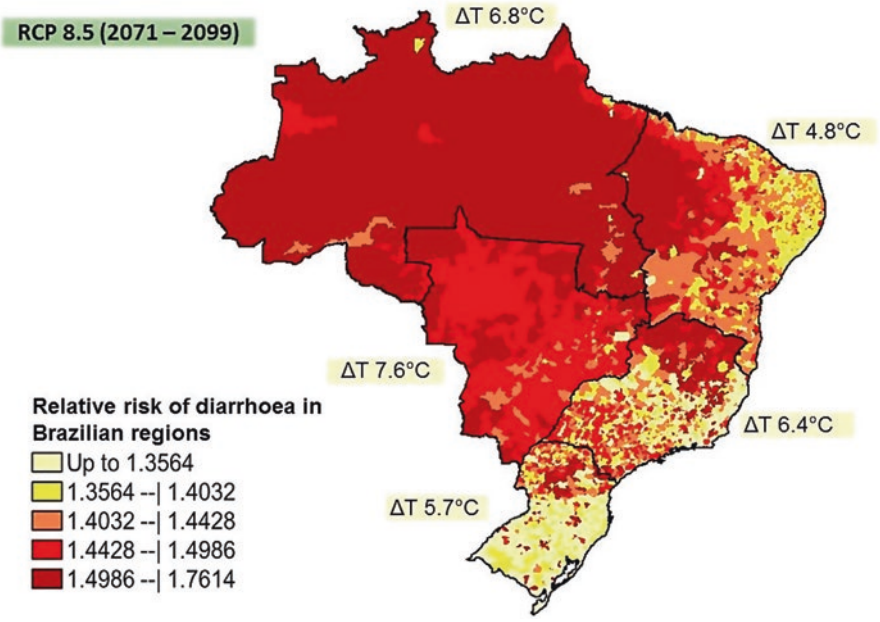 RCP 8.5 (2071 – 2099)
ΔT 6.8°C
ΔT 4.8°C
ΔT 7.6°C
ΔT 6.4°C
ΔT 5.7°C
Relative risk of diarrhoea in
Brazilian regions
Up to 1.3564
1.3564 --| 1.4032
1.4032 --| 1.4428
1.4428 --| 1.4986
1.4986 --| 1.7614